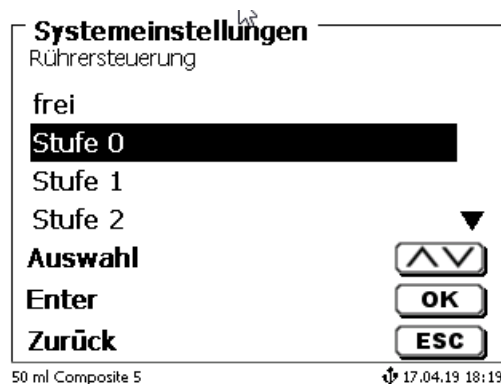 Systemeinstellungen
Rührersteuerung
frei
Stufe 0
Stufe 1
Stufe 2
Auswahl
Enter OK
Zurück ESC
50 ml Composite 5 17.04.19 18:19